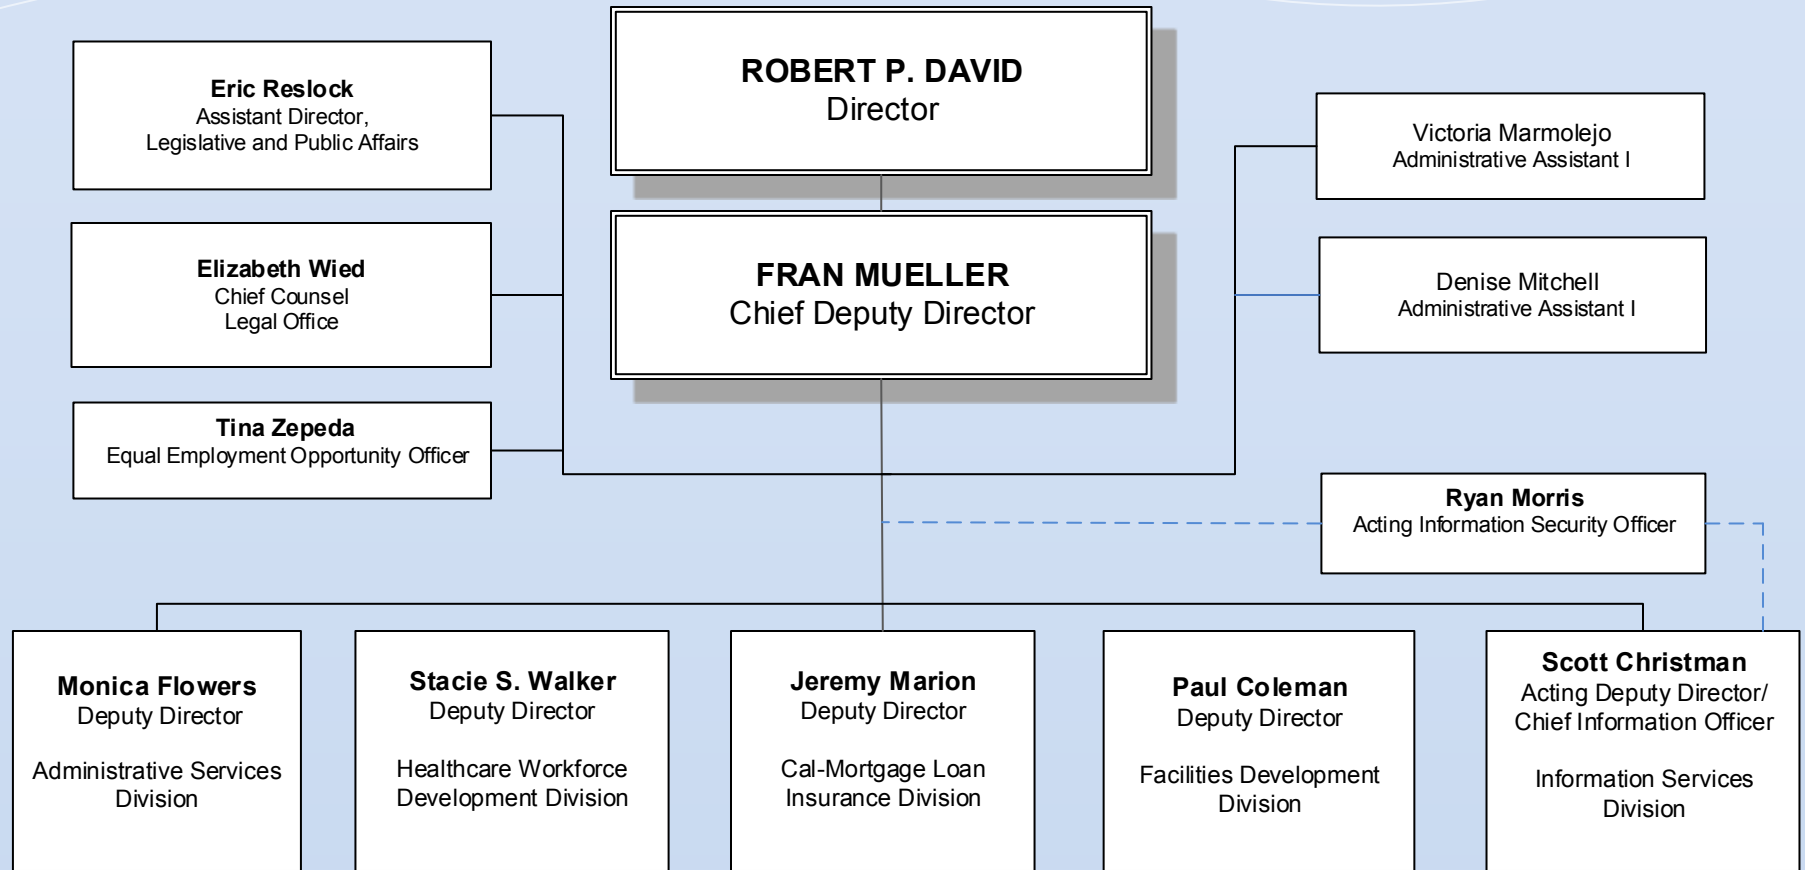 ROBERT P. DAVID
Director
Eric Reslock
Assistant Director,
Legislative and Public Affairs
Victoria Marmolejo
Administrative Assistant I
FRAN MUELLER
Chief Deputy Director
Elizabeth Wied
Chief Counsel
Legal Office
Denise Mitchell
Administrative Assistant I
Tina Zepeda
Equal Employment Opportunity Officer
Ryan Morris
Acting Information Security Officer
Monica Flowers
Deputy Director
Administrative Services
Division
Stacie S. Walker
Deputy Director
Healthcare Workforce
Development Division
Jeremy Marion
Deputy Director
Cal-Mortgage Loan
Insurance Division
Paul Coleman
Deputy Director
Facilities Development
Division
Scott Christman
Acting Deputy Director/
Chief Information Officer
Information Services
Division